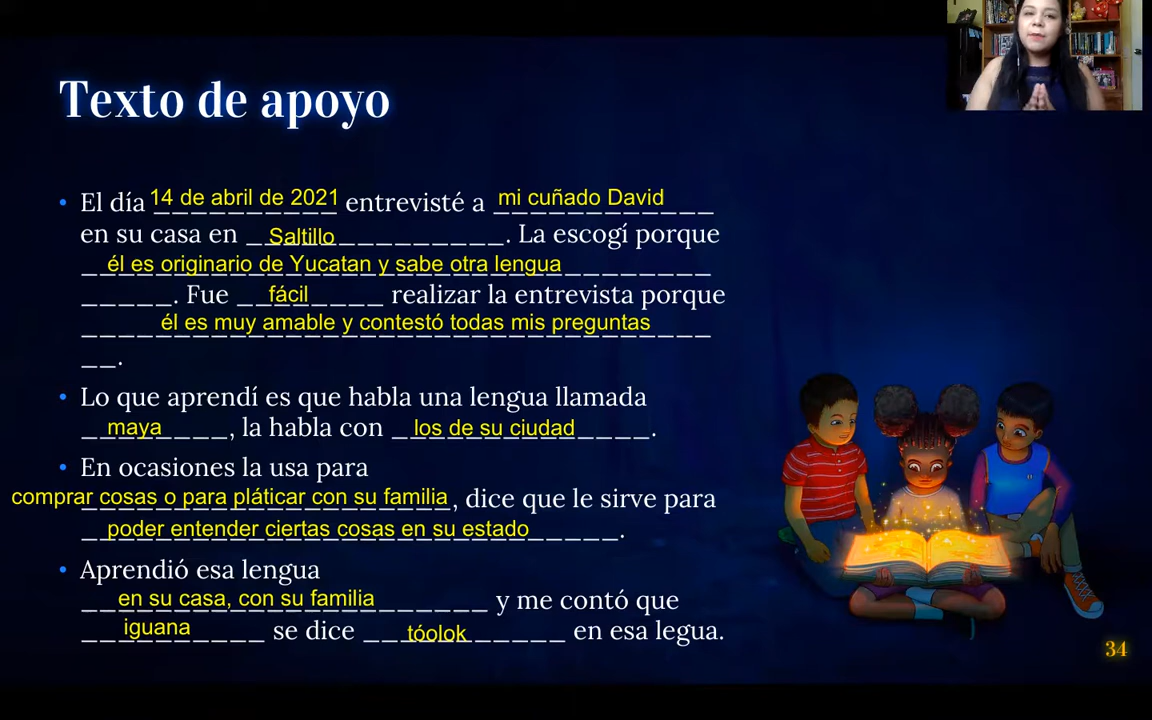 Texto de apoyo
• El día 14 de abril de 2021 entrevisté a mi cuñado David
en su casa en Saltillo. La escogí porque
él es originario de Yucatan y sabe otra lengua
. Fue fácil realizar la entrevista porque
él es muy amable y contestó todas mis preguntas
.
• Lo que aprendí es que habla una lengua llamada
maya, la habla con los de su ciudad.
• En ocasiones la usa para
comprar cosas o para pláticar con su familia, dice que le sirve para
poder entender ciertas cosas en su estado.
• Aprendió esa lengua
en su casa, con su familia y me contó que
iguana se dice tóolok en esa legua.
34